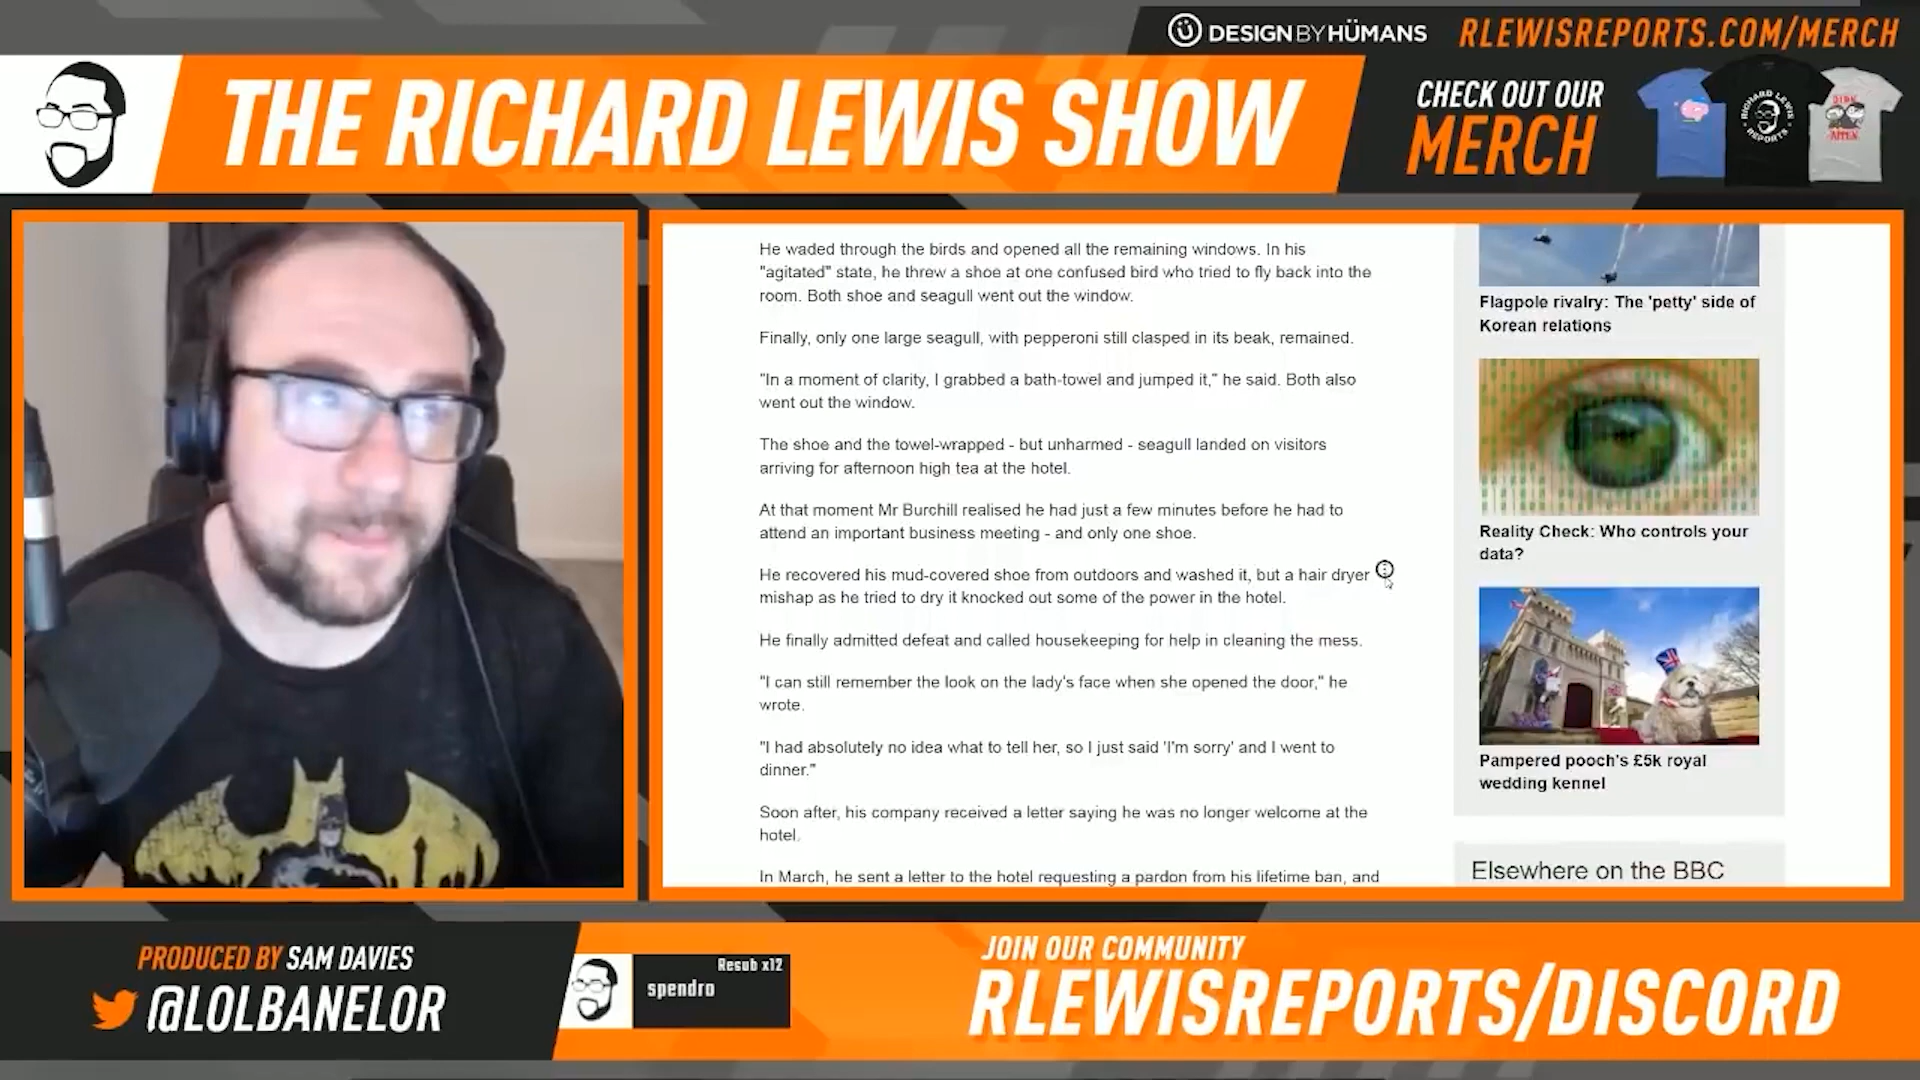 DESIGN BY HÜMANS
RLEWISREPORTS.COM/MERCH
THE RICHARD LEWIS SHOW
CHECK OUT OUR
MERCH
RICHARD LEWIS
REPORTS
He waded through the birds and opened all the remaining windows. In his
"agitated" state, he threw a shoe at one confused bird who tried to fly back into the
room. Both shoe and seagull went out the window.
Finally, only one large seagull, with pepperoni still clasped in its beak, remained.
"In a moment of clarity, I grabbed a bath-towel and jumped it," he said. Both also
went out the window.
The shoe and the towel-wrapped - but unharmed - seagull landed on visitors
arriving for afternoon high tea at the hotel.
At that moment Mr Burchill realised he had just a few minutes before he had to
attend an important business meeting - and only one shoe.
He recovered his mud-covered shoe from outdoors and washed it, but a hair dryer
mishap as he tried to dry it knocked out some of the power in the hotel.
He finally admitted defeat and called housekeeping for help in cleaning the mess.
"I can still remember the look on the lady's face when she opened the door," he
wrote.
"I had absolutely no idea what to tell her, so I just said 'I'm sorry' and I went to
dinner."
Soon after, his company received a letter saying he was no longer welcome at the
hotel.
In March, he sent a letter to the hotel requesting a pardon from his lifetime ban, and
Flagpole rivalry: The 'petty' side of
Korean relations
Reality Check: Who controls your
data?
Pampered pooch's £5k royal
wedding kennel
Elsewhere on the BBC
PRODUCED BY SAM DAVIES
@LOLBANELOR
Resub x12
spendro
JOIN OUR COMMUNITY
RLEWISREPORTS/DISCORD